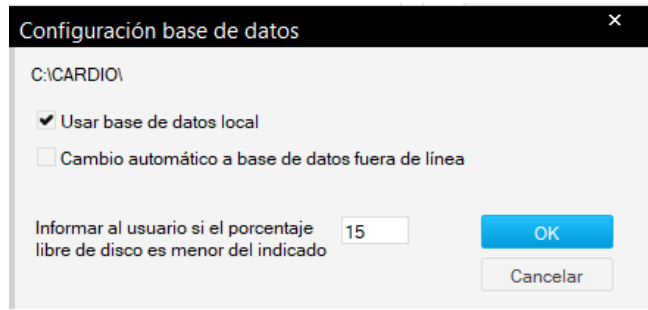 Configuración base de datos
C:\CARDIO\
Usar base de datos local
Cambio automático a base de datos fuera de línea
Informar al usuario si el porcentaje
libre de disco es menor del indicado
15
OK
Cancelar